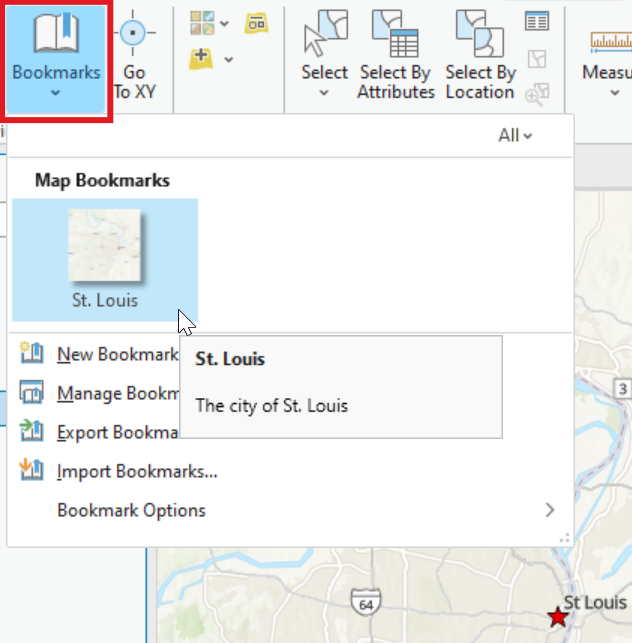 Bookmarks
Go
To XY
Select
Select By
Attributes
Select By
Location
Measu
All
Map Bookmarks
St. Louis
New Bookmark
St. Louis
Manage Bookm
The city of St. Louis
Export Bookma
Import Bookmarks...
Bookmark Options
3
64
St Louis